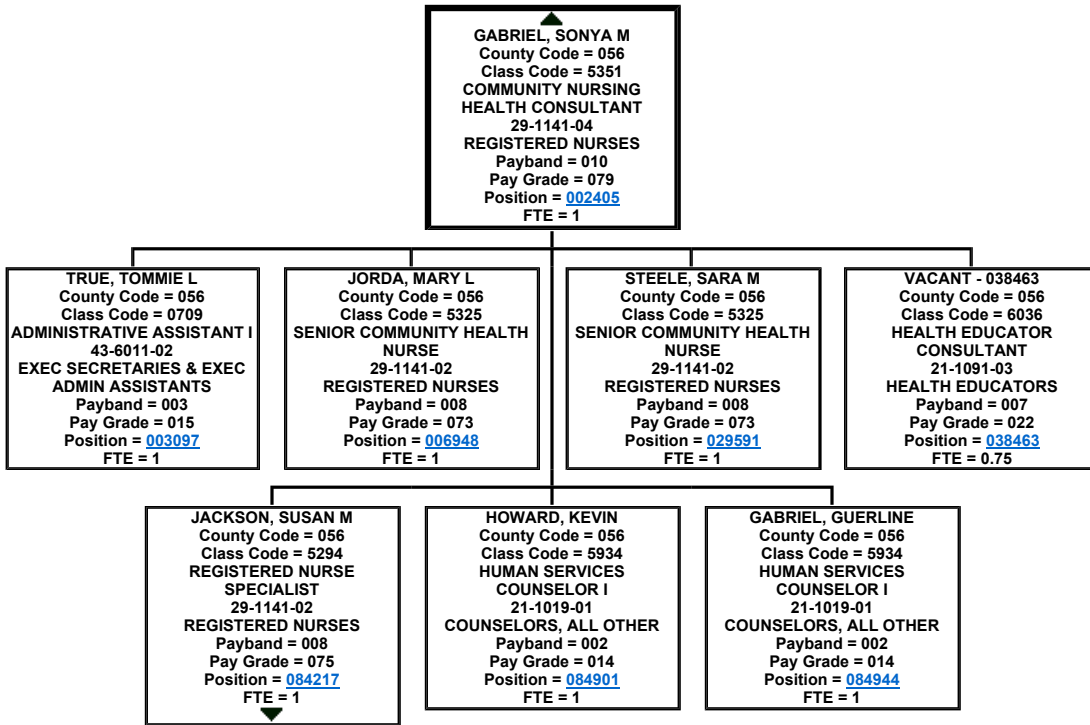 GABRIEL, SONYA M
County Code = 056
Class Code = 5351
COMMUNITY NURSING
HEALTH CONSULTANT
29-1141-04
REGISTERED NURSES
Payband = 010
Pay Grade = 079
Position = 002405
FTE = 1
TRUE, TOMMIE L
County Code = 056
Class Code = 0709
ADMINISTRATIVE ASSISTANT I
43-6011-02
EXEC SECRETARIES & EXEC
ADMIN ASSISTANTS
Payband = 003
Pay Grade = 015
Position = 003097
FTE = 1
JORDA, MARY L
County Code = 056
Class Code = 5325
SENIOR COMMUNITY HEALTH
NURSE
29-1141-02
REGISTERED NURSES
Payband = 008
Pay Grade = 073
Position = 006948
FTE = 1
STEELE, SARA M
County Code = 056
Class Code = 5325
SENIOR COMMUNITY HEALTH
NURSE
29-1141-02
REGISTERED NURSES
Payband = 008
Pay Grade = 073
Position = 029591
FTE = 1
VACANT - 038463
County Code = 056
Class Code = 6036
HEALTH EDUCATOR
CONSULTANT
21-1091-03
HEALTH EDUCATORS
Payband = 007
Pay Grade = 022
Position = 038463
FTE = 0.75
JACKSON, SUSAN M
County Code = 056
Class Code = 5294
REGISTERED NURSE
SPECIALIST
29-1141-02
REGISTERED NURSES
Payband = 008
Pay Grade = 075
Position = 084217
FTE = 1
HOWARD, KEVIN
County Code = 056
Class Code = 5934
HUMAN SERVICES
COUNSELOR I
21-1019-01
COUNSELORS, ALL OTHER
Payband = 002
Pay Grade = 014
Position = 084901
FTE = 1
GABRIEL, GUERLINE
County Code = 056
Class Code = 5934
HUMAN SERVICES
COUNSELOR I
21-1019-01
COUNSELORS, ALL OTHER
Payband = 002
Pay Grade = 014
Position = 084944
FTE = 1